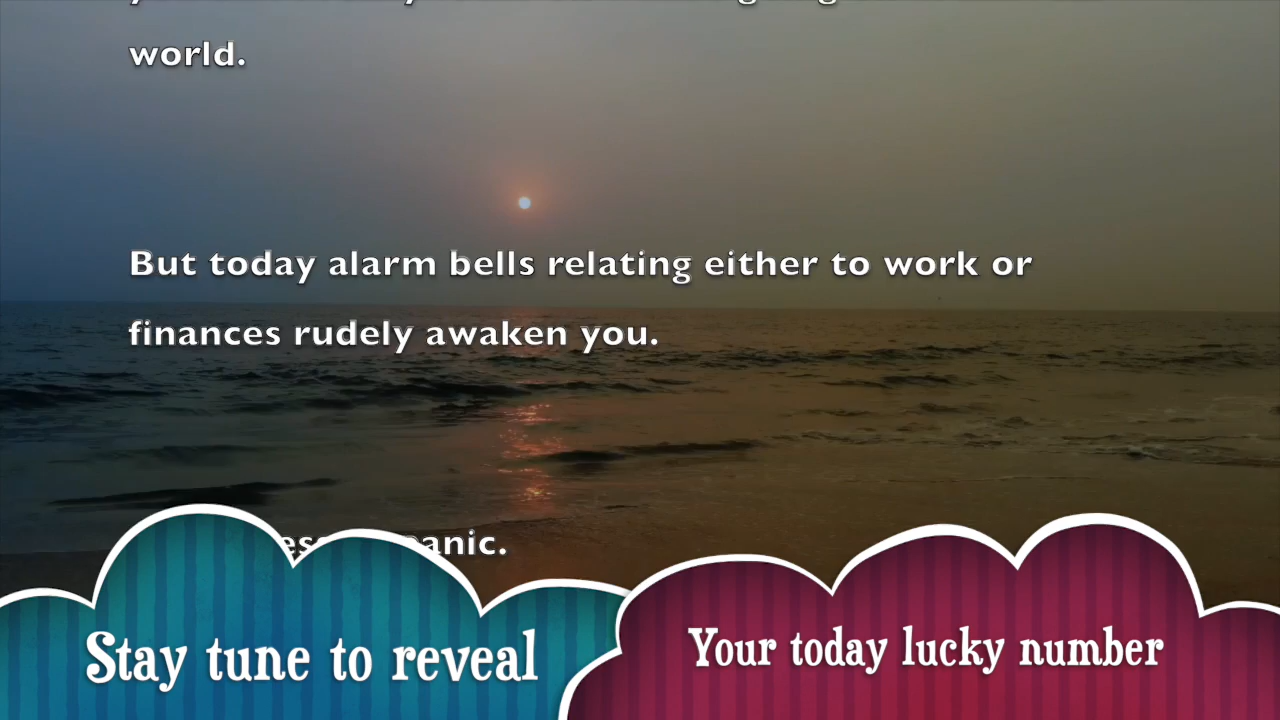 world.
But today alarm bells relating either to work or
finances rudely awaken you.
panic.
Stay tune to reveal
Your today lucky number